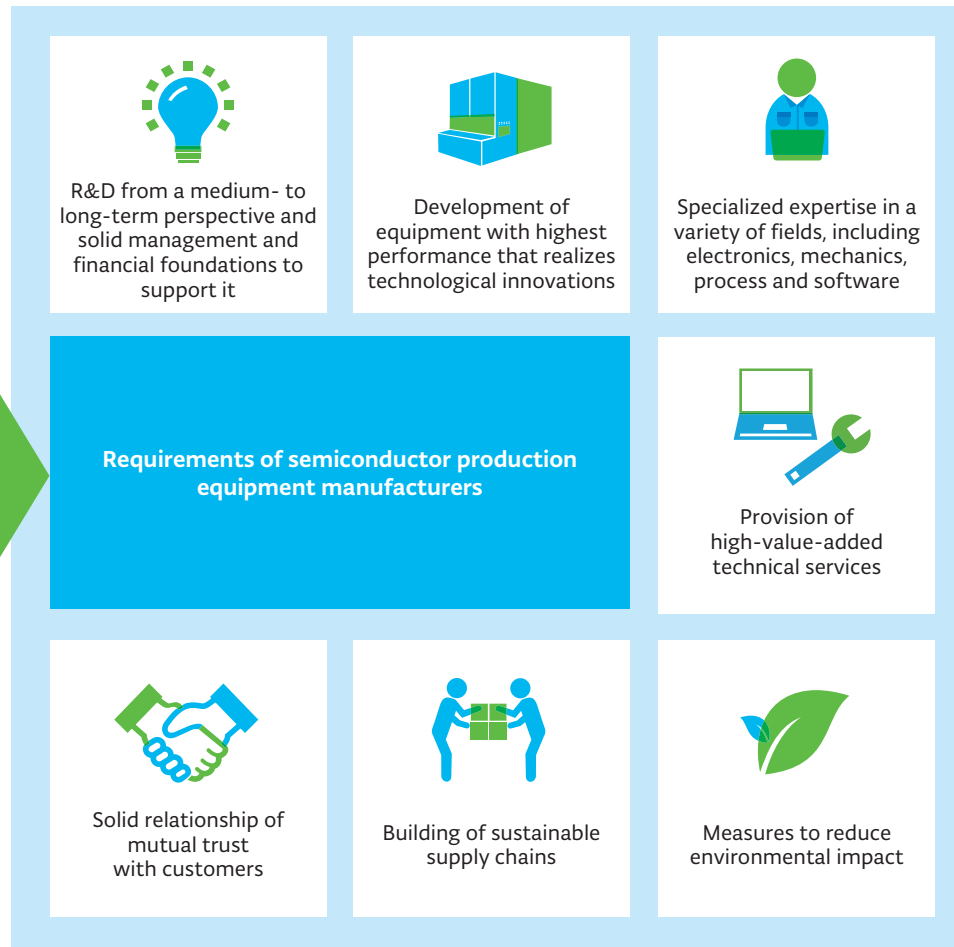 R&D from a medium- to
long-term perspective and
solid management and
financial foundations to
support it
Development of
equipment with highest
performance that realizes
technological innovations
Specialized expertise in a
variety of fields, including
electronics, mechanics,
process and software
Requirements of semiconductor production
equipment manufacturers
Provision of
high-value-added
technical services
Solid relationship of
mutual trust
with customers
Building of sustainable
supply chains
Measures to reduce
environmental impact